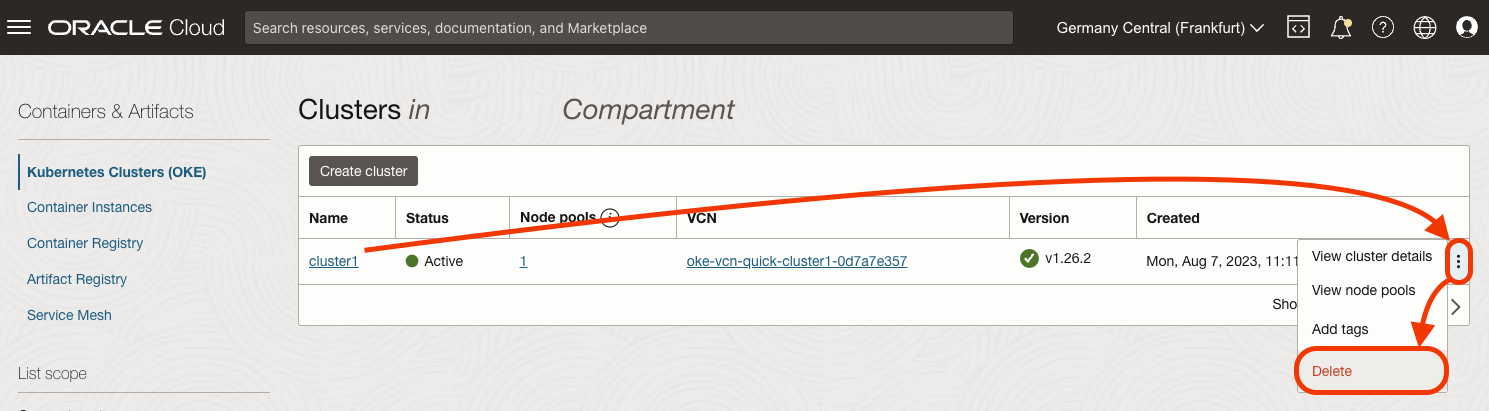 ORACLE Cloud
Search resources, services, documentation, and Marketplace
Germany Central (Frankfurt)
Containers & Artifacts
Kubernetes Clusters (OKE)
Container Instances
Container Registry
Artifact Registry
Service Mesh
List scope
Clusters in Compartment
Create cluster
Name Status Node pools i VCN Version Created
cluster1 Active 1 oke-vcn-quick-cluster1-0d7a7e357 v1.26.2 Mon, Aug 7, 2023, 11:11
Sho
View cluster details
View node pools
Add tags
Delete